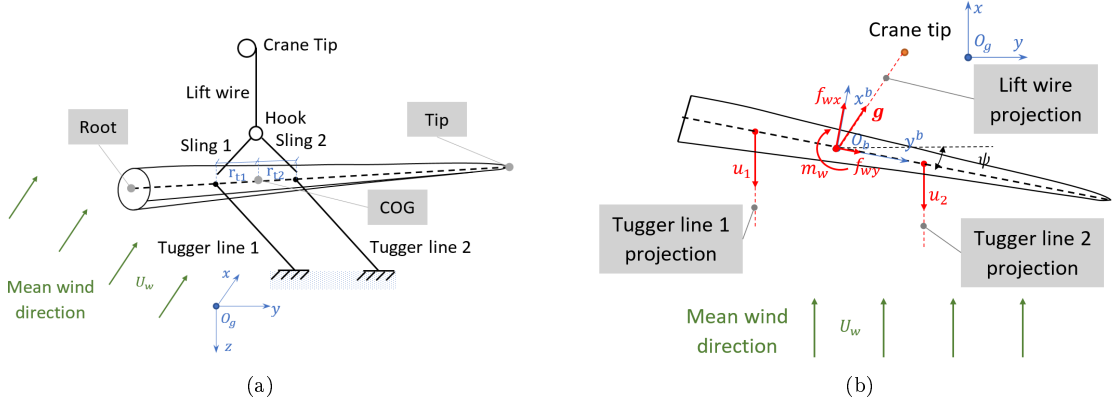 Crane Tip
Lift wire
Hook
Root
Sling 1
Sling 2
Tip
r_t1
r_t2
COG
Tugger line 1
Tugger line 2
Mean wind
direction
U_w
x
y
O_g
z
(a)
x
Crane tip
O_g
y
Lift wire
projection
f_wx
x^b
g
O_b
y^b
ψ
m_w
f_wy
u_1
u_2
Tugger line 1
projection
Tugger line 2
projection
Mean wind
direction
U_w
(b)